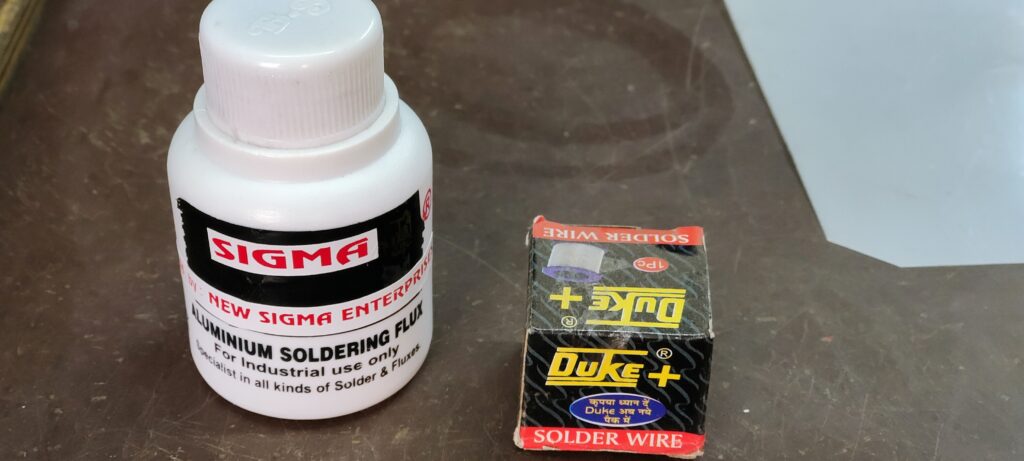 SIGMA
®
BY : NEW SIGMA ENTERPRISE
ALUMINIUM SOLDERING FLUX
For Industrial use only
Specialist in all kinds of Solder & Fluxes.
SOLDER WIRE
1Pc
DUKE+
®
DUKE+
®
कृपया ध्यान दें
Duke अब नये
पैक में
SOLDER WIRE